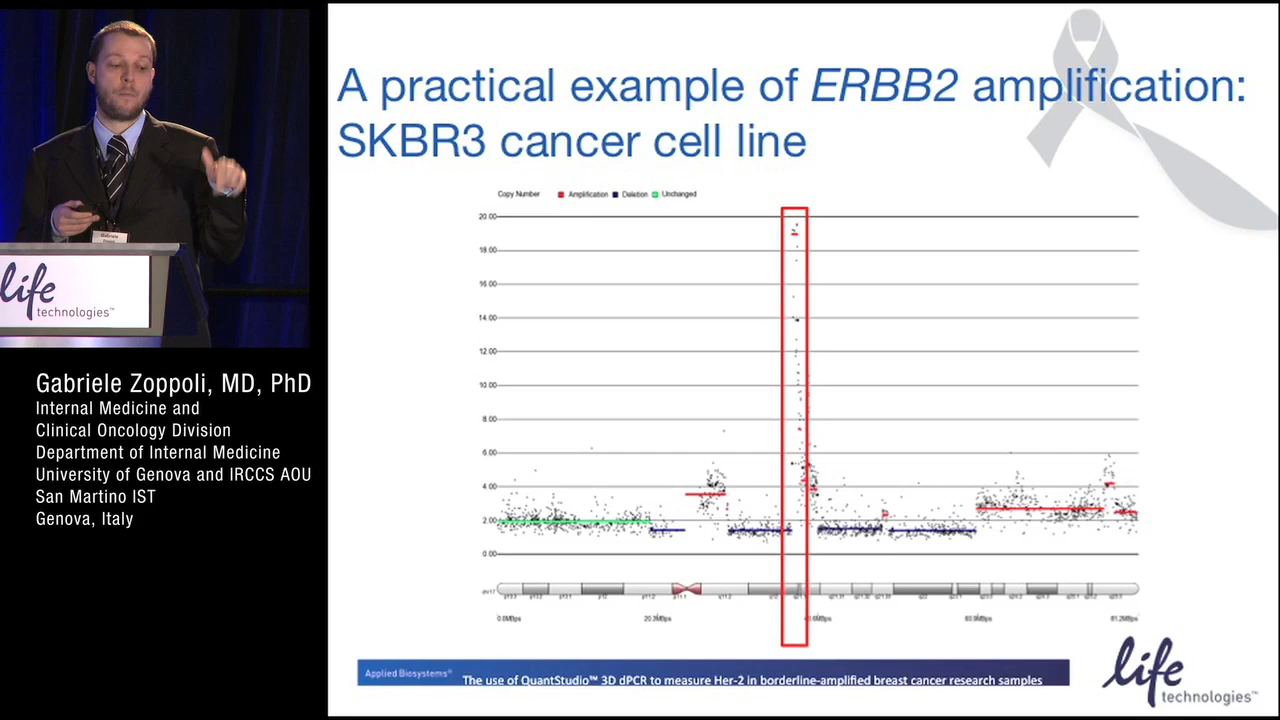 A practical example of ERBB2 amplification:
SKBR3 cancer cell line
Copy Number Amplification Deletion Unchanged
20.00
18.00
16.00
14.00
12.00
10.00
8.00
6.00
4.00
2.00
0.00
chr17
0.0MBps 20.3MBps 60.9MBps 81.2MBps
Applied Biosystems® The use of QuantStudio™ 3D dPCR to measure Her-2 in borderline-amplified breast cancer research samples
life
technologies™
Gabriele
life
technologies™
Gabriele Zoppoli, MD, PhD
Internal Medicine and
Clinical Oncology Division
Department of Internal Medicine
University of Genova and IRCCS AOU
San Martino IST
Genova, Italy